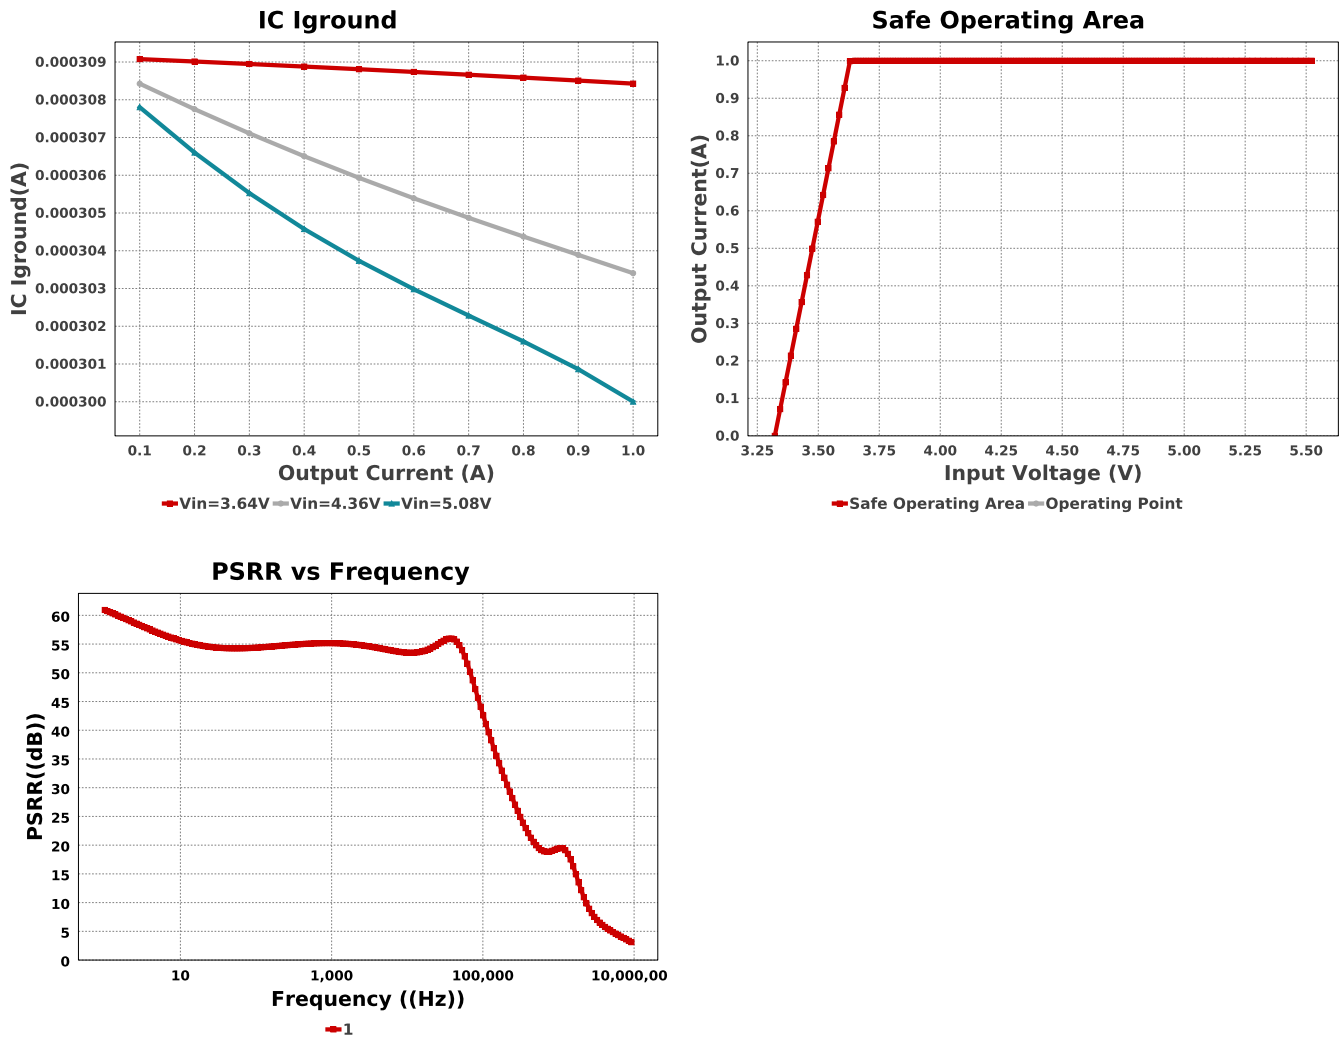 IC Iground
0.000309
0.000308
0.000307
0.000306
0.000305
0.000304
0.000303
0.000302
0.000301
0.000300
IC Iground(A)
0.1 0.2 0.3 0.4 0.5 0.6 0.7 0.8 0.9 1.0
Output Current (A)
Vin=3.64V Vin=4.36V Vin=5.08V
Safe Operating Area
1.0
0.9
0.8
0.7
0.6
0.5
0.4
0.3
0.2
0.1
0.0
Output Current(A)
3.25 3.50 3.75 4.00 4.25 4.50 4.75 5.00 5.25 5.50
Input Voltage (V)
Safe Operating Area Operating Point
PSRR vs Frequency
60
55
50
45
40
35
30
25
20
15
10
5
0
PSRR((dB))
10 1,000 100,000 10,000,00
Frequency ((Hz))
1